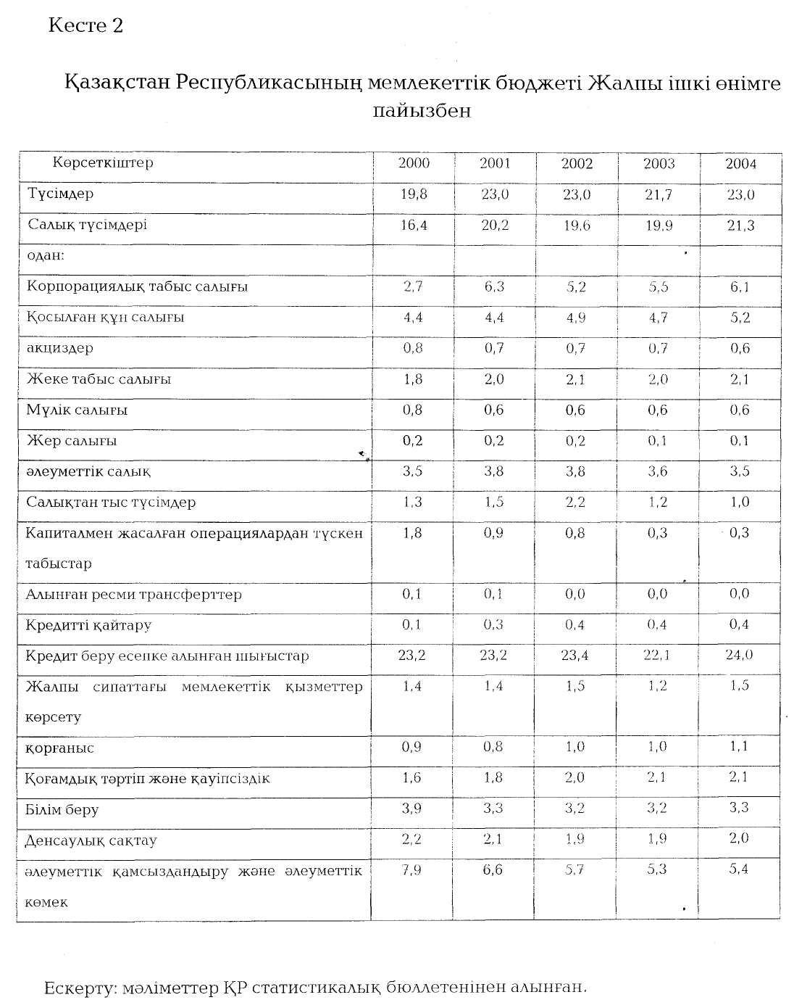 Кесте 2
Қазақстан Республикасының мемлекеттік бюджеті Жалпы ішкі өнімге
пайызбен
Көрсеткіштер 2000 2001 2002 2003 2004
Түсімдер 19,8 23,0 23,0 21,7 23,0
Салық түсімдері 16,4 20,2 19.6 19,9 21,3
одан:
Корпорациялық табыс салығы 2,7 6,3 5,2 5,5 6,1
Қосылған құн салығы 4,4 4,4 4,9 4,7 5,2
акциздер 0,8 0,7 0,7 0,7 0,6
Жеке табыс салығы 1,8 2,0 2,1 2,0 2,1
Мүлік салығы 0,8 0,6 0,6 0,6 0,6
Жер салығы 0,2 0,2 0,2 0,1 0,1
әлеуметтік салық 3,5 3,8 3,8 3,6 3,5
Салықтан тыс түсімдер 1,3 1,5 2,2 1,2 1,0
Капиталмен жасалған операциялардан түскен 1,8 0,9 0,8 0,3 0,3
табыстар
Алынған ресми трансферттер 0,1 0,1 0,0 0,0 0,0
Кредитті қайтару 0,1 0,3 0,4 0,4 0,4
Кредит беру есепке алынған шығыстар 23,2 23,2 23,4 22,1 24,0
Жалпы сипаттағы мемлекеттік қызметтер 1,4 1,4 1,5 1,2 1,5
көрсету
қорғаныс 0,9 0,8 1,0 1,0 1,1
Қоғамдық тәртіп және қауіпсіздік 1,6 1,8 2,0 2,1 2,1
Білім беру 3,9 3,3 3,2 3,2 3,3
Денсаулық сақтау 2,2 2,1 1,9 1,9 2,0
әлеуметтік қамсыздандыру және әлеуметтік 7,9 6,6 5,7 5,3 5,4
көмек
Ескерту: мәліметтер ҚР статистикалық бюллетенінен алынған.